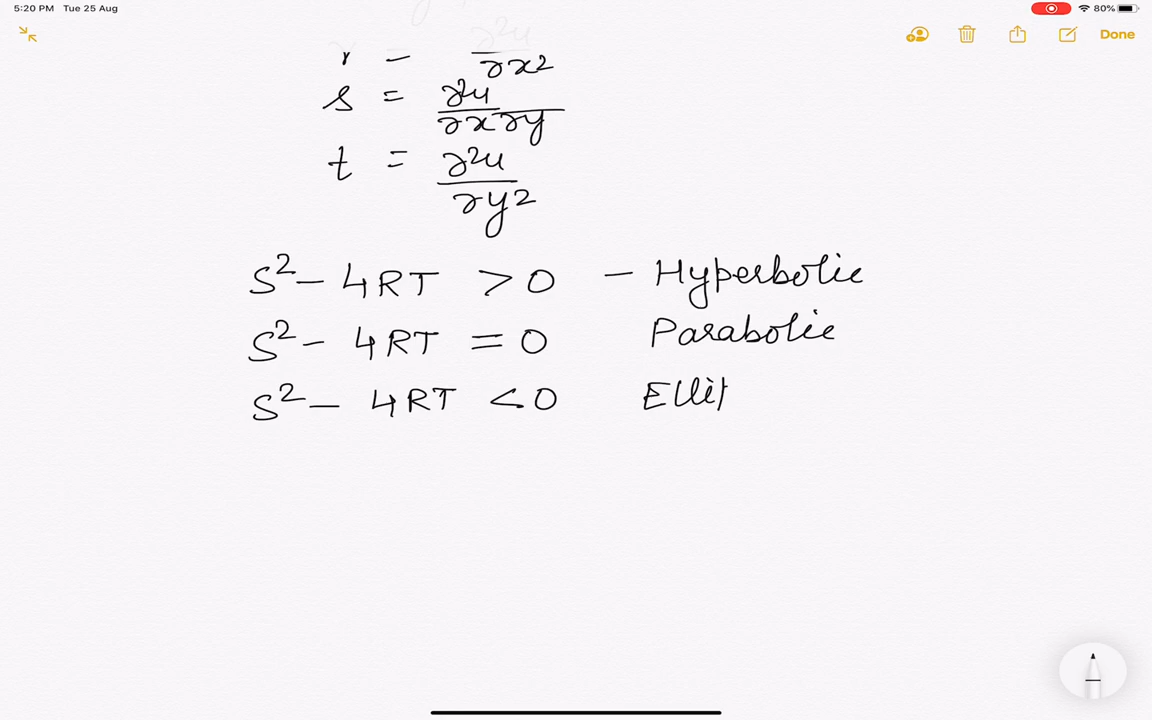 5:20 PM Tue 25 Aug
80%
Done
r = ∂²u
∂x²
s = ∂²u
∂x∂y
t = ∂²u
∂y²
S² - 4RT > 0 - Hyperbolic
S² - 4RT = 0 Parabolic
S² - 4RT < 0 Ellip